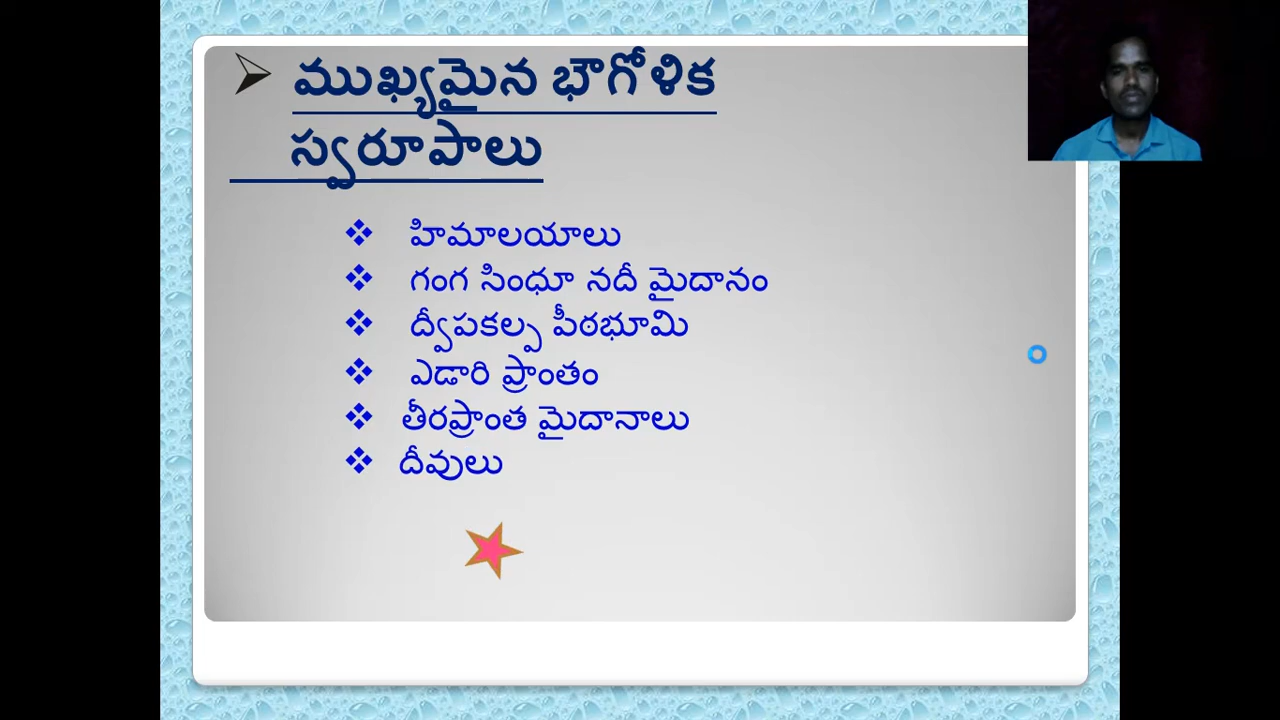 ముఖ్యమైన భౌగోళిక
స్వరూపాలు
హిమాలయాలు
గంగ సింధూ నదీ మైదానం
ద్వీపకల్ప పీఠభూమి
ఎడారి ప్రాంతం
తీరప్రాంత మైదానాలు
దీవులు